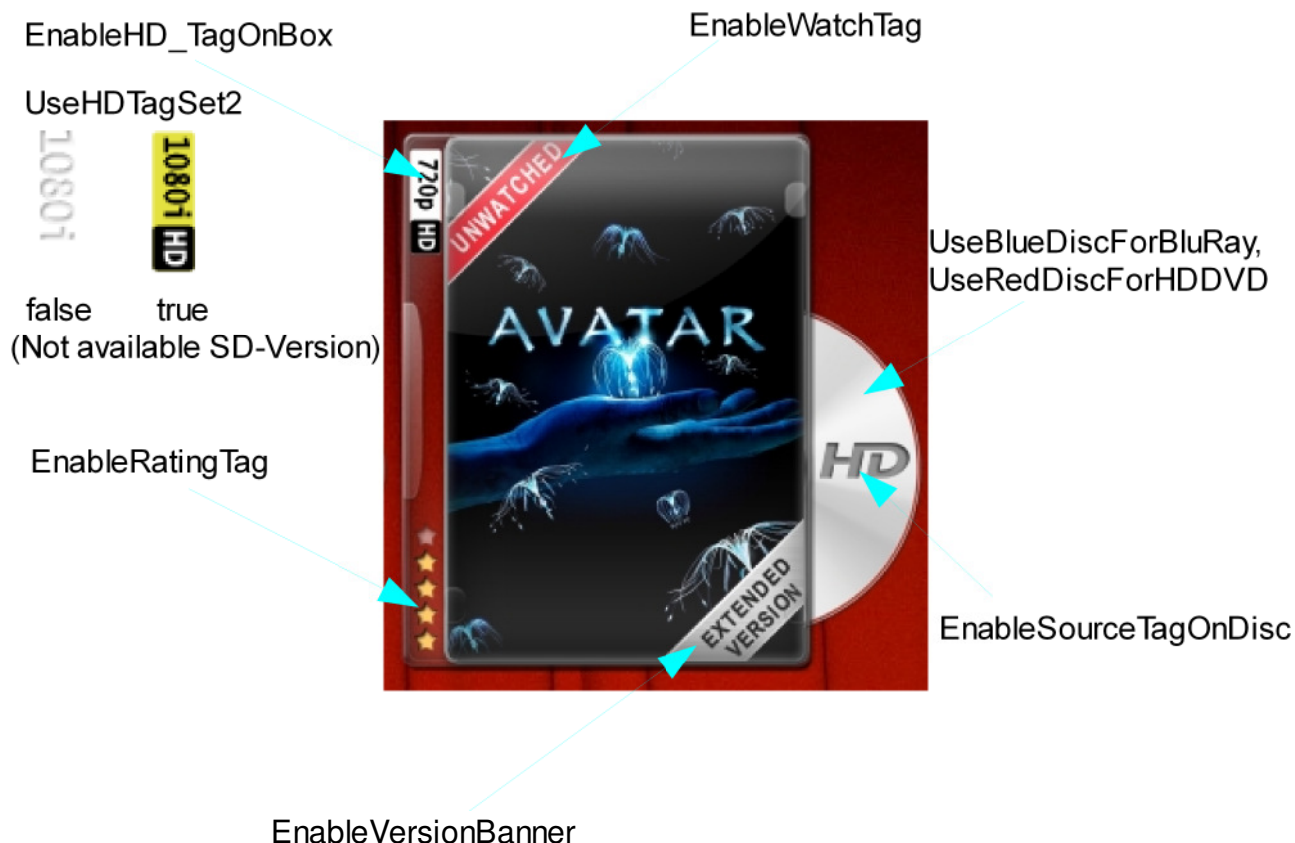 EnableHD_TagOnBox
EnableWatchTag
UseHDTagSet2
1080i
1080i HD
false
true
(Not available SD-Version)
720p HD
UNWATCHED
AVATAR
UseBlueDiscForBluRay,
UseRedDiscForHDDVD
HD
EnableRatingTag
EXTENDED
VERSION
EnableSourceTagOnDisc
EnableVersionBanner